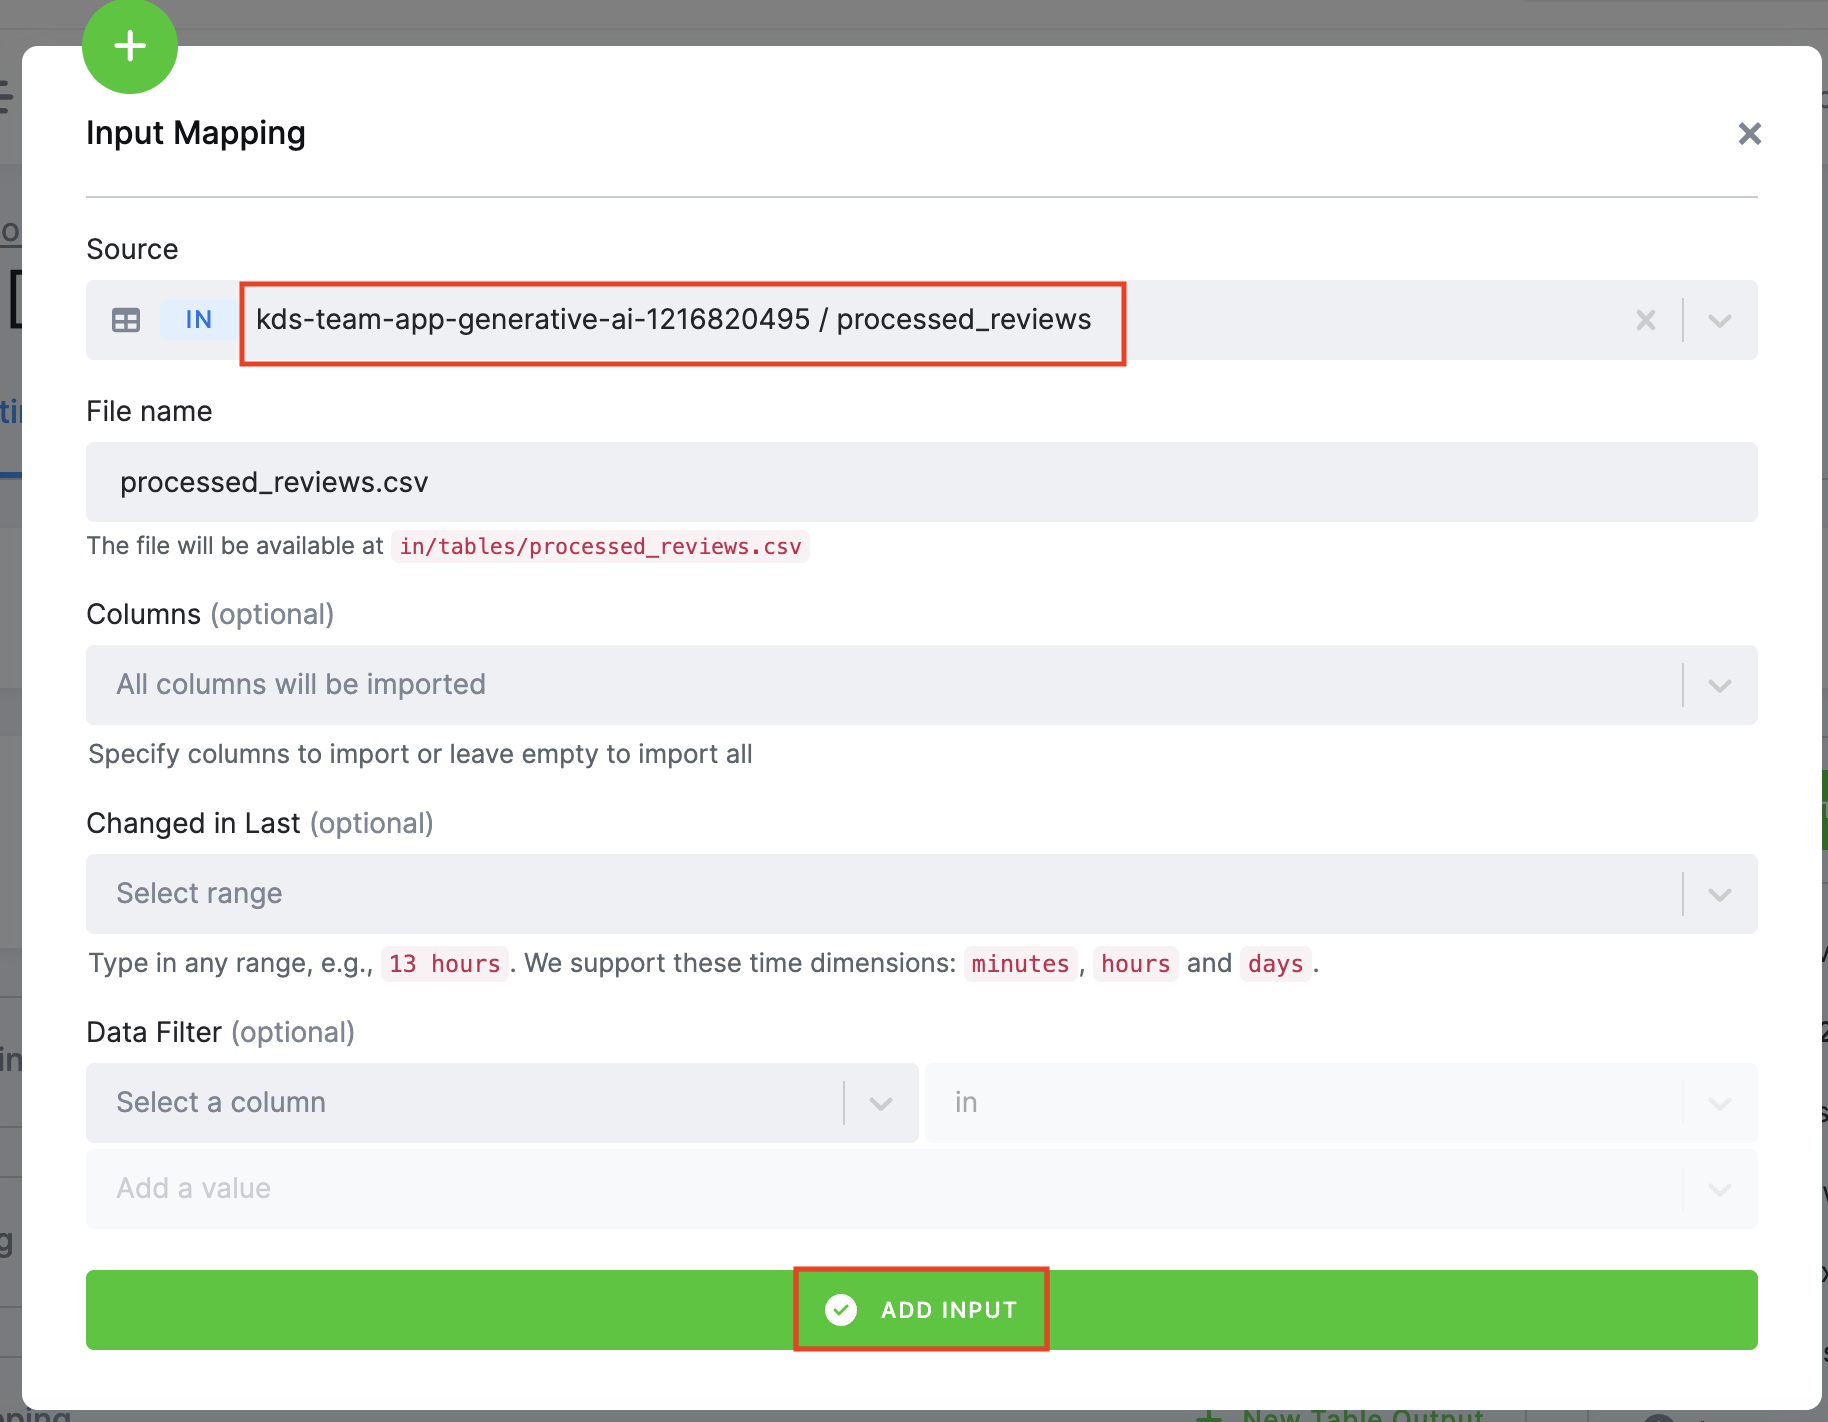 Input Mapping
Source
IN kds-team-app-generative-ai-1216820495 / processed_reviews
File name
processed_reviews.csv
The file will be available at in/tables/processed_reviews.csv
Columns (optional)
All columns will be imported
Specify columns to import or leave empty to import all
Changed in Last (optional)
Select range
Type in any range, e.g., 13 hours. We support these time dimensions: minutes, hours and days.
Data Filter (optional)
Select a column
in
Add a value
ADD INPUT
New Table Output